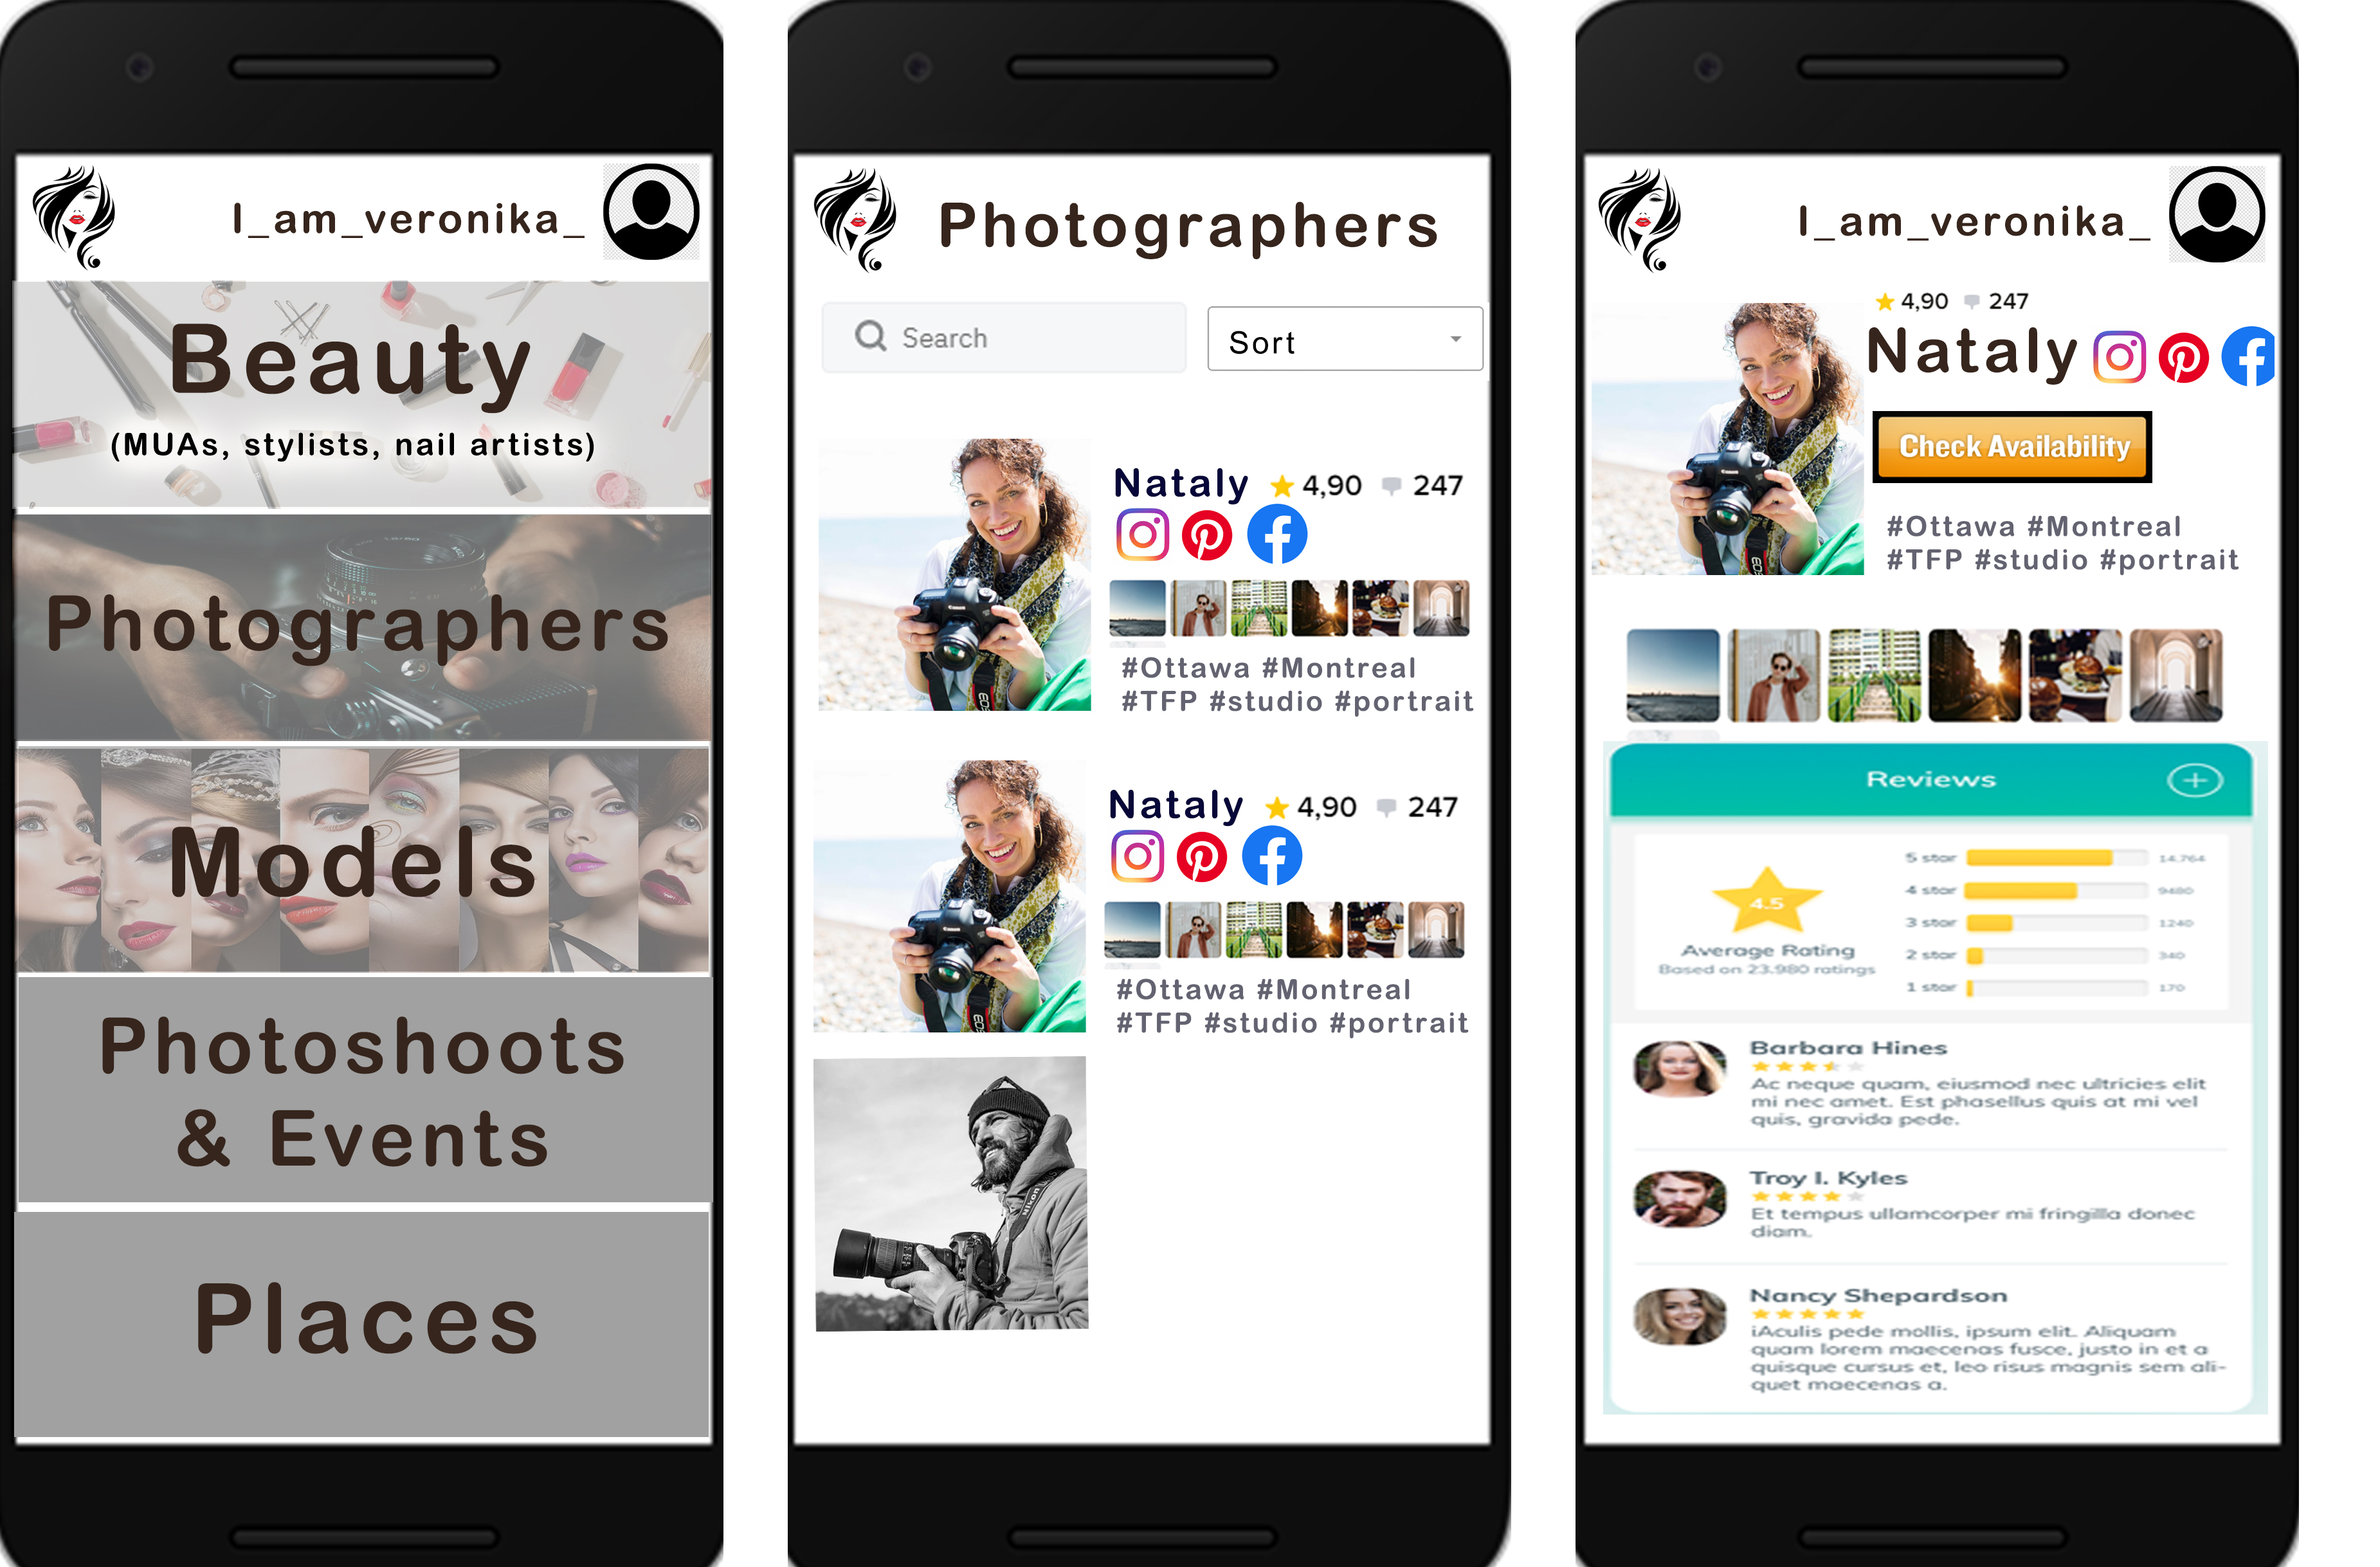 I_am_veronika_
Beauty
(MUAs, stylists, nail artists)
Photographers
Models
Photoshoots
& Events
Places
Photographers
Search
Sort
Nataly 4,90 247
#Ottawa #Montreal
#TFP #studio #portrait
Nataly 4,90 247
#Ottawa #Montreal
#TFP #studio #portrait
Nikon
I_am_veronika_
4,90 247
Nataly
Check Availability
#Ottawa #Montreal
#TFP #studio #portrait
Reviews
4.5
Average Rating
Based on 23.980 ratings
5 star 14.764
4 star 9480
3 star 1240
2 star 340
1 star 170
Barbara Hines
Ac neque quam, eiusmod nec ultricies elit
mi nec amet. Est phasellus quis at mi vel
quis, gravida pede.
Troy I. Kyles
Et tempus ullamcorper mi fringilla donec
diam.
Nancy Shepardson
iAculis pede mollis, ipsum elit. Aliquam
quam lorem maecenas fusce, justo in et a
quisque cursus et, leo risus magnis sem ali-
quet maecenas a.